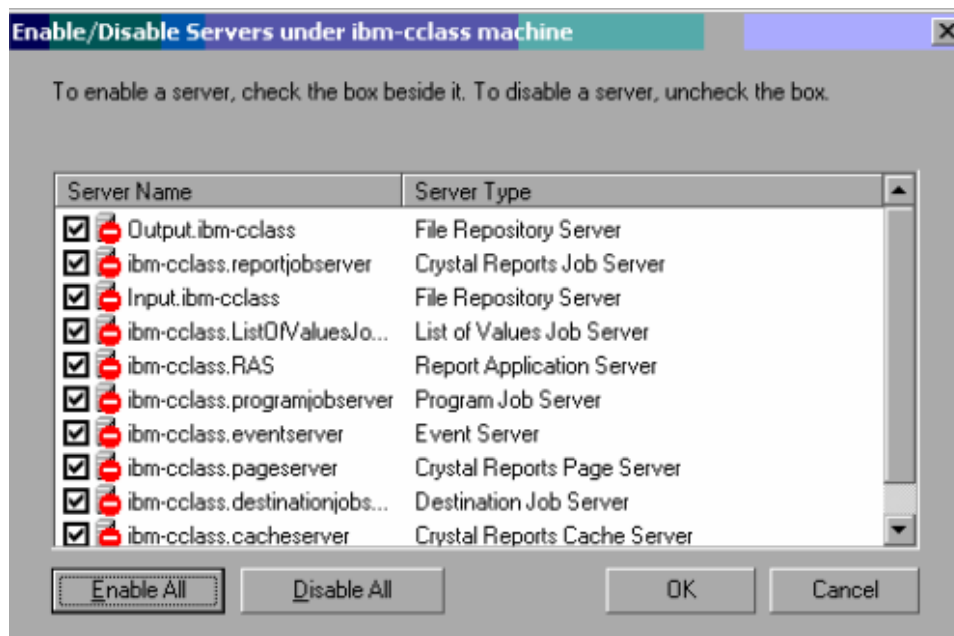 Enable/Disable Servers under ibm-cclass machine
To enable a server, check the box beside it. To disable a server, uncheck the box.
Server Name Server Type
Output.ibm-cclass File Repository Server
ibm-cclass.reportjobserver Crystal Reports Job Server
Input.ibm-cclass File Repository Server
ibm-cclass.ListOfValuesJo... List of Values Job Server
ibm-cclass.RAS Report Application Server
ibm-cclass.programjobserver Program Job Server
ibm-cclass.eventserver Event Server
ibm-cclass.pageserver Crystal Reports Page Server
ibm-cclass.destinationjobs... Destination Job Server
ibm-cclass.cacheserver Crystal Reports Cache Server
Enable All Disable All OK Cancel